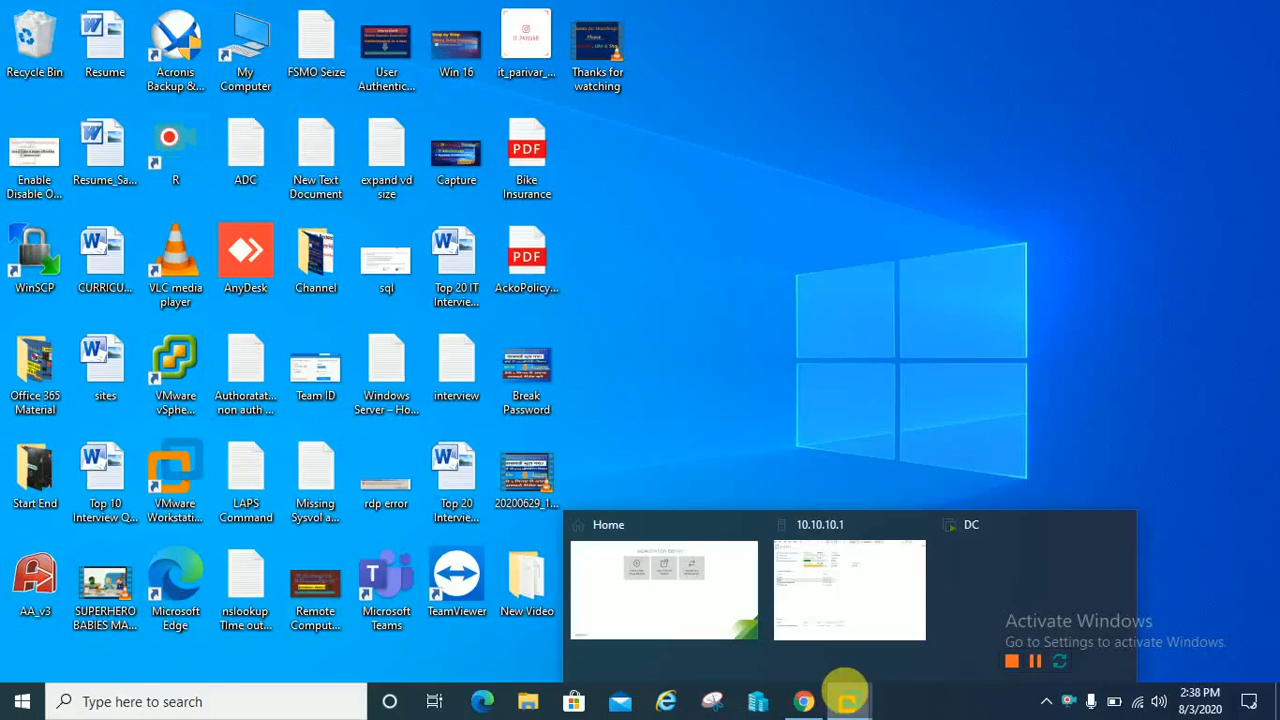 Recycle Bin
Resume
Acronis
Backup &...
My
Computer
FSMO Seize
User
Authentic...
Win 16
IT_PARIVAR
it_parivar_...
Thanks for
watching
Enable
Disable O...
Resume_Sa...
R
ADC
New Text
Document
expand vd
size
Capture
PDF
Bike
Insurance
WinSCP
CURRICU...
VLC media
player
AnyDesk
Channel
sql
Top 20 IT
Intervie...
PDF
AckoPolicy...
Office 365
Material
sites
VMware
vSphe...
Authoratat...
non auth ...
Team ID
Windows
Server – Ho...
interview
Break
Password
Start End
Top 10
Interview Q...
VMware
Workstati...
LAPS
Command
Missing
Sysvol a...
rdp error
Top 20
Intervie...
20200629_1...
AA_v3
SUPERHERO
BABIES MA...
Microsoft
Edge
nslookup
TIme out...
Remote
Comput...
Microsoft
Teams
TeamViewer
New Video
Home
10.10.10.1
DC
Activate Windows
Go to Settings to activate Windows.
Type here to search
2:38 PM
8/3/2020